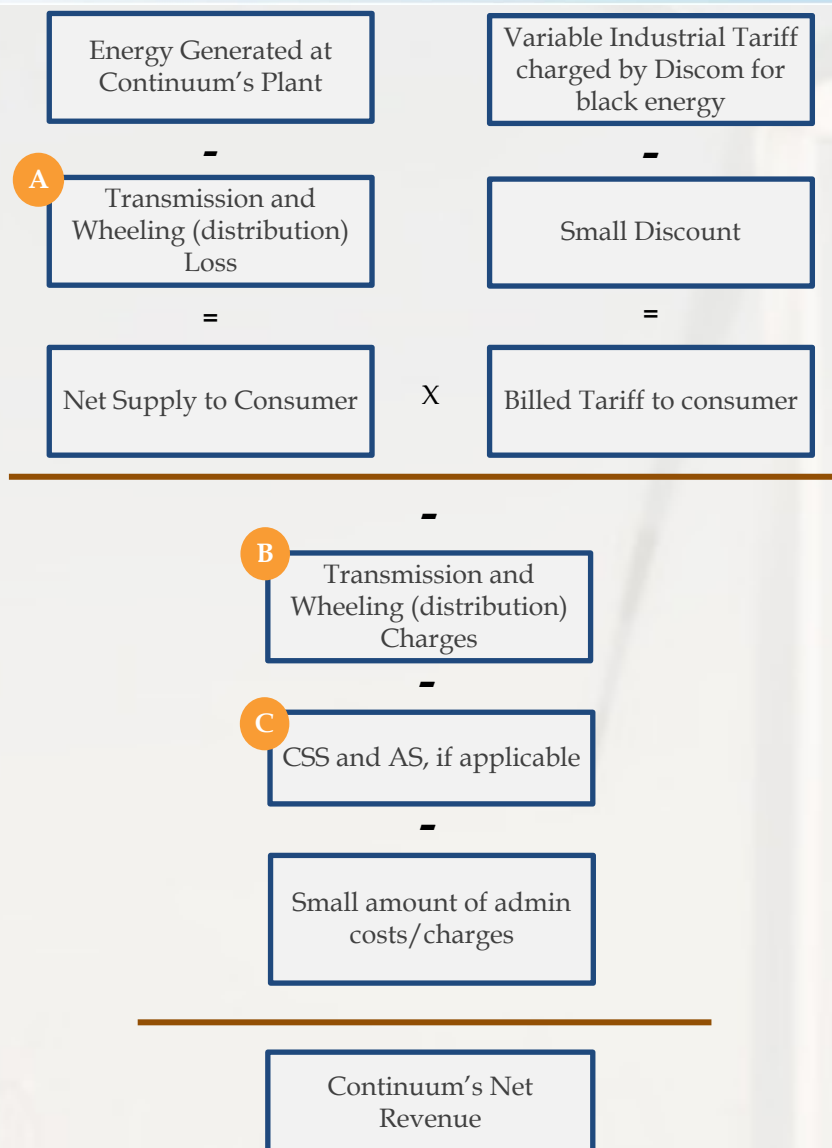 Energy Generated at
Continuum's Plant
Variable Industrial Tariff
charged by Discom for
black energy
-
-
A
Transmission and
Wheeling (distribution)
Loss
Small Discount
=
=
Net Supply to Consumer
X
Billed Tariff to consumer
-
B
Transmission and
Wheeling (distribution)
Charges
-
C
CSS and AS, if applicable
-
Small amount of admin
costs/charges
Continuum's Net
Revenue